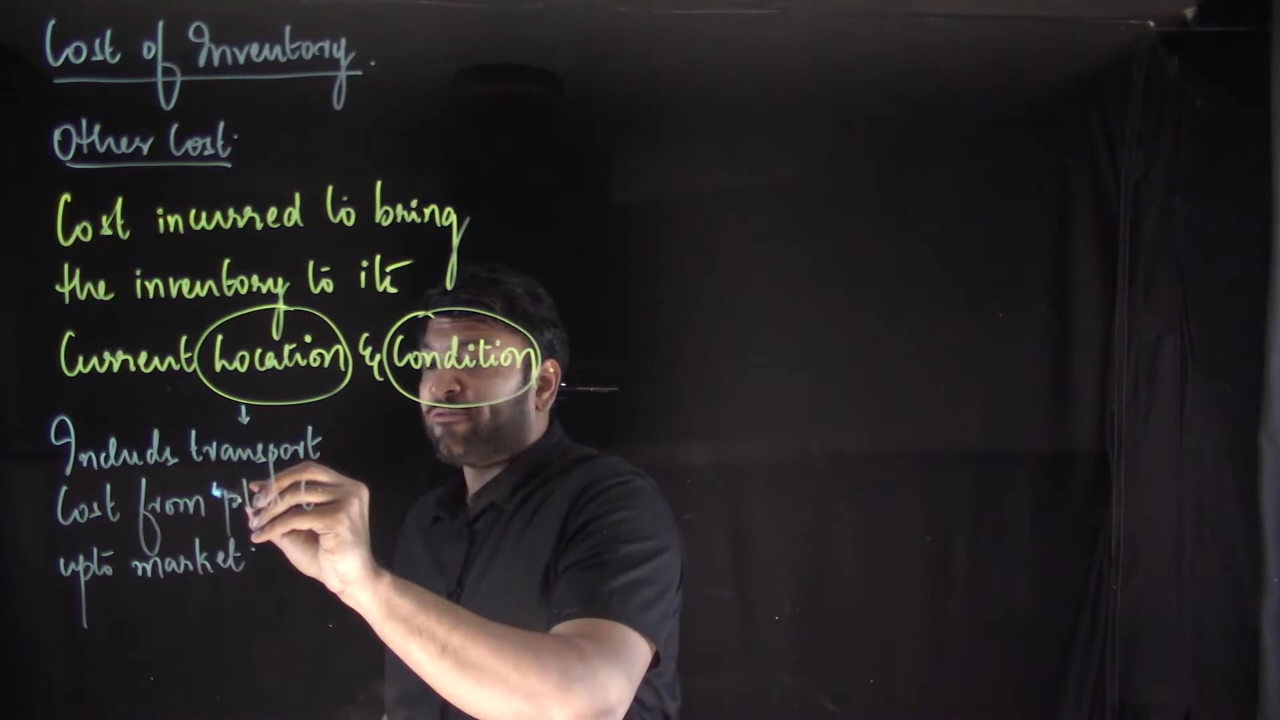 Cost of Inventory.
Other Cost
Cost incurred to bring
the inventory to its
Current Location & Condition
Includs transport
Cost from
upto market